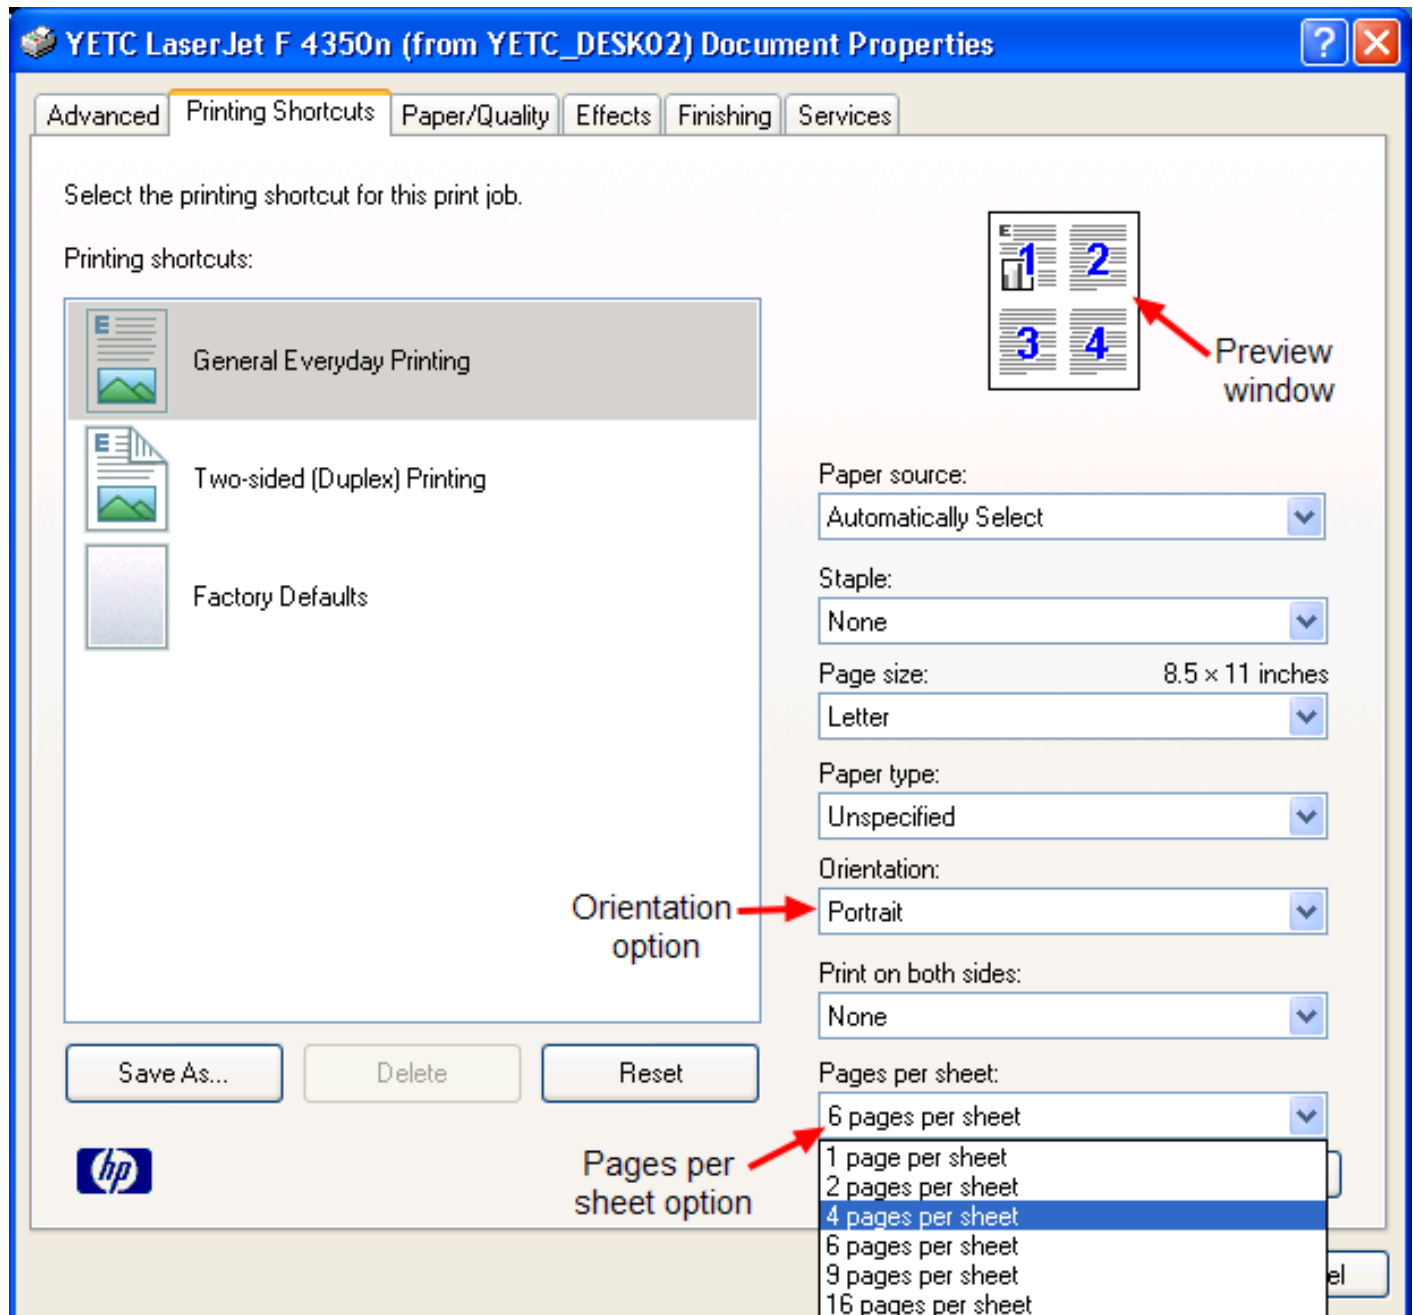 YETC LaserJet F 4350n (from YETC_DESK02) Document Properties
Advanced Printing Shortcuts Paper/Quality Effects Finishing Services
Select the printing shortcut for this print job.
Printing shortcuts:
E
General Everyday Printing
E
Two-sided (Duplex) Printing
Factory Defaults
Save As... Delete Reset
hp
E
1 2
3 4
Preview
window
Paper source:
Automatically Select
Staple:
None
Page size: 8.5 × 11 inches
Letter
Paper type:
Unspecified
Orientation:
Orientation
option
Portrait
Print on both sides:
None
Pages per sheet:
6 pages per sheet
Pages per
sheet option
1 page per sheet
2 pages per sheet
4 pages per sheet
6 pages per sheet
9 pages per sheet
16 pages per sheet
el